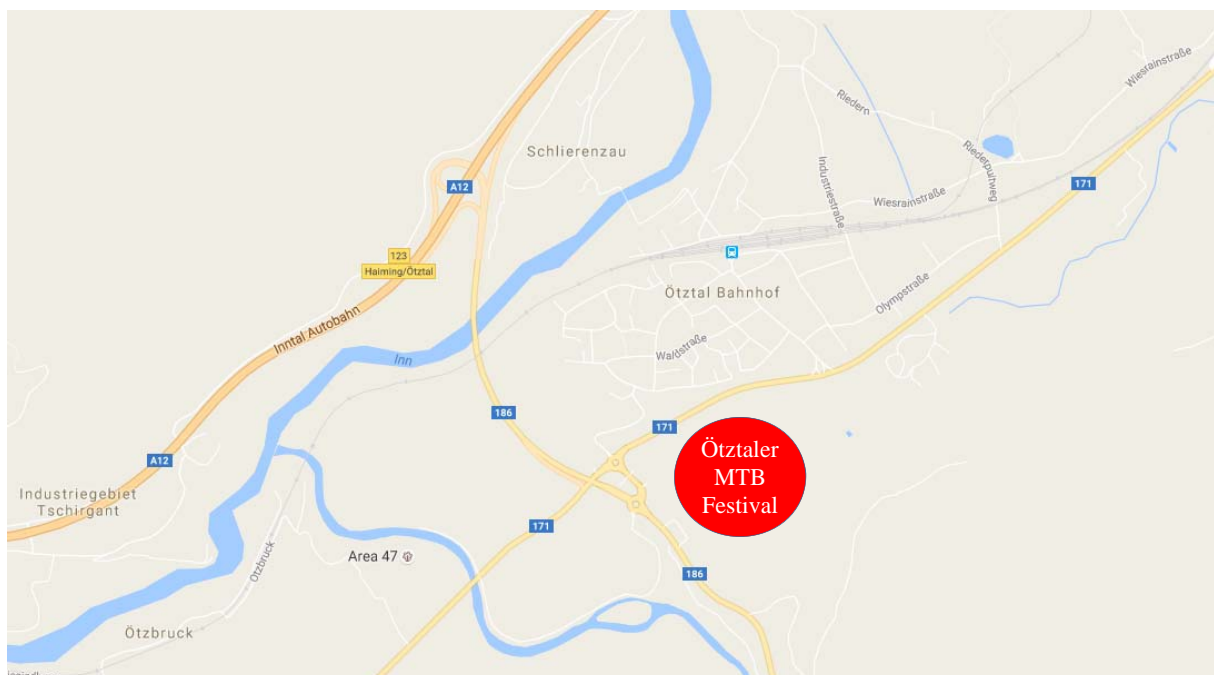 Wiesrainstraße
Riedern
Schlierenzau
Riedepuitweg
Industriestraße
A12
171
Wiesrainstraße
123
Haiming/Ötztal
Ötztal Bahnhof
Olympstraße
Inntal Autobahn
Waldstraße
Inn
186
171
Ötztaler
MTB
Festival
A12
Industriegebiet
Tschirgant
171
Area 47
Ötzbruck
186
Ötzbruck